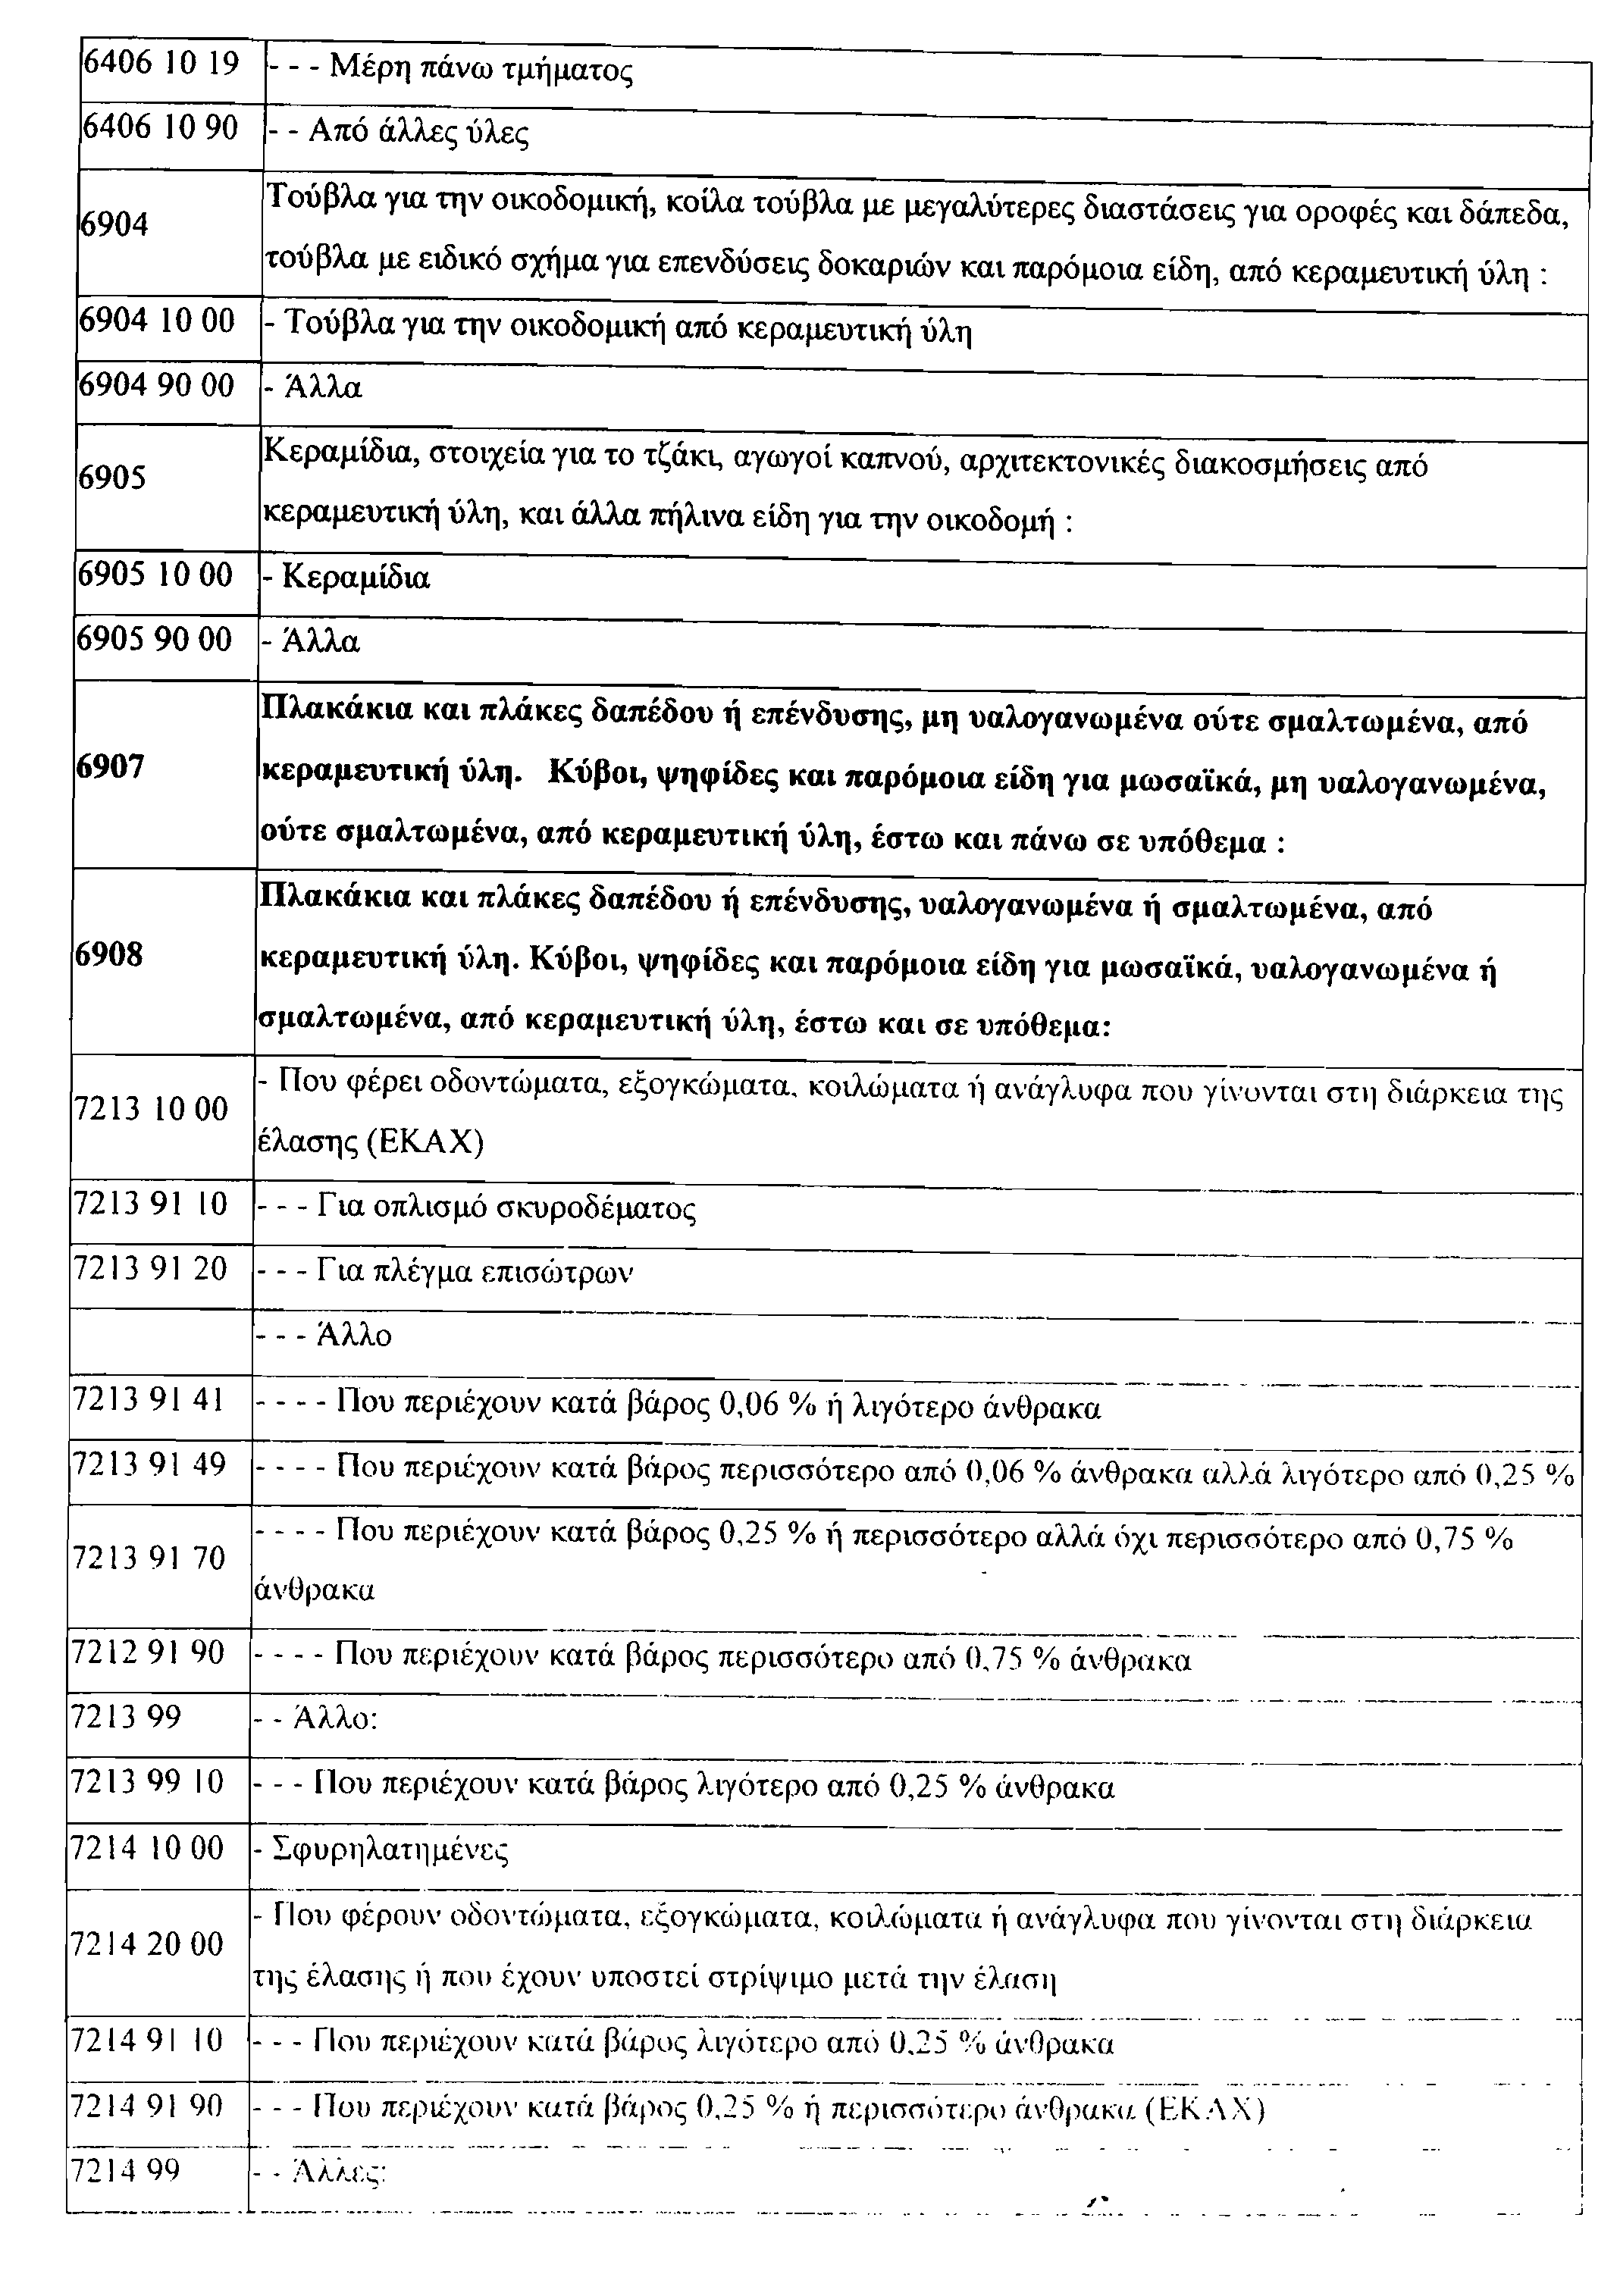 6406 10 19 - - - Μέρη πάνω τμήματος
6406 10 90 - - Από άλλες ύλες
6904 Τούβλα για την οικοδομική, κοίλα τούβλα με μεγαλύτερες διαστάσεις για οροφές και δάπεδα,
τούβλα με ειδικό σχήμα για επενδύσεις δοκαριών και παρόμοια είδη, από κεραμευτική ύλη :
6904 10 00 - Τούβλα για την οικοδομική από κεραμευτική ύλη
6904 90 00 - Άλλα
6905 Κεραμίδια, στοιχεία για το τζάκι, αγωγοί καπνού, αρχιτεκτονικές διακοσμήσεις από
κεραμευτική ύλη, και άλλα πήλινα είδη για την οικοδομή :
6905 10 00 - Κεραμίδια
6905 90 00 - Άλλα
6907 Πλακάκια και πλάκες δαπέδου ή επένδυσης, μη υαλογανωμένα ούτε σμαλτωμένα, από
κεραμευτική ύλη. Κύβοι, ψηφίδες και παρόμοια είδη για μωσαϊκά, μη υαλογανωμένα,
ούτε σμαλτωμένα, από κεραμευτική ύλη, έστω και πάνω σε υπόθεμα :
6908 Πλακάκια και πλάκες δαπέδου ή επένδυσης, υαλογανωμένα ή σμαλτωμένα, από
κεραμευτική ύλη. Κύβοι, ψηφίδες και παρόμοια είδη για μωσαϊκά, υαλογανωμένα ή
σμαλτωμένα, από κεραμευτική ύλη, έστω και σε υπόθεμα:
7213 10 00 - Που φέρει οδοντώματα, εξογκώματα, κοιλώματα ή ανάγλυφα που γίνονται στη διάρκεια της
έλασης (ΕΚΑΧ)
7213 91 10 - - - Για οπλισμό σκυροδέματος
7213 91 20 - - - Για πλέγμα επισώτρων
- - - Άλλο
7213 91 41 - - - - Που περιέχουν κατά βάρος 0,06 % ή λιγότερο άνθρακα
7213 91 49 - - - - Που περιέχουν κατά βάρος περισσότερο από 0,06 % άνθρακα αλλά λιγότερο από 0,25 %
7213 91 70 - - - - Που περιέχουν κατά βάρος 0,25 % ή περισσότερο αλλά όχι περισσότερο από 0,75 %
άνθρακα
7212 91 90 - - - - Που περιέχουν κατά βάρος περισσότερο από 0,75 % άνθρακα
7213 99 - - Άλλο:
7213 99 10 - - - Που περιέχουν κατά βάρος λιγότερο από 0,25 % άνθρακα
7214 10 00 - Σφυρηλατημένες
7214 20 00 - Που φέρουν οδοντώματα, εξογκώματα, κοιλώματα ή ανάγλυφα που γίνονται στη διάρκεια
της έλασης ή που έχουν υποστεί στρίψιμο μετά την έλαση
7214 91 10 - - - Που περιέχουν κατά βάρος λιγότερο από 0,25 % άνθρακα
7214 91 90 - - - Που περιέχουν κατά βάρος 0,25 % ή περισσότερο άνθρακα (ΕΚΑΧ)
7214 99 - - Άλλες: